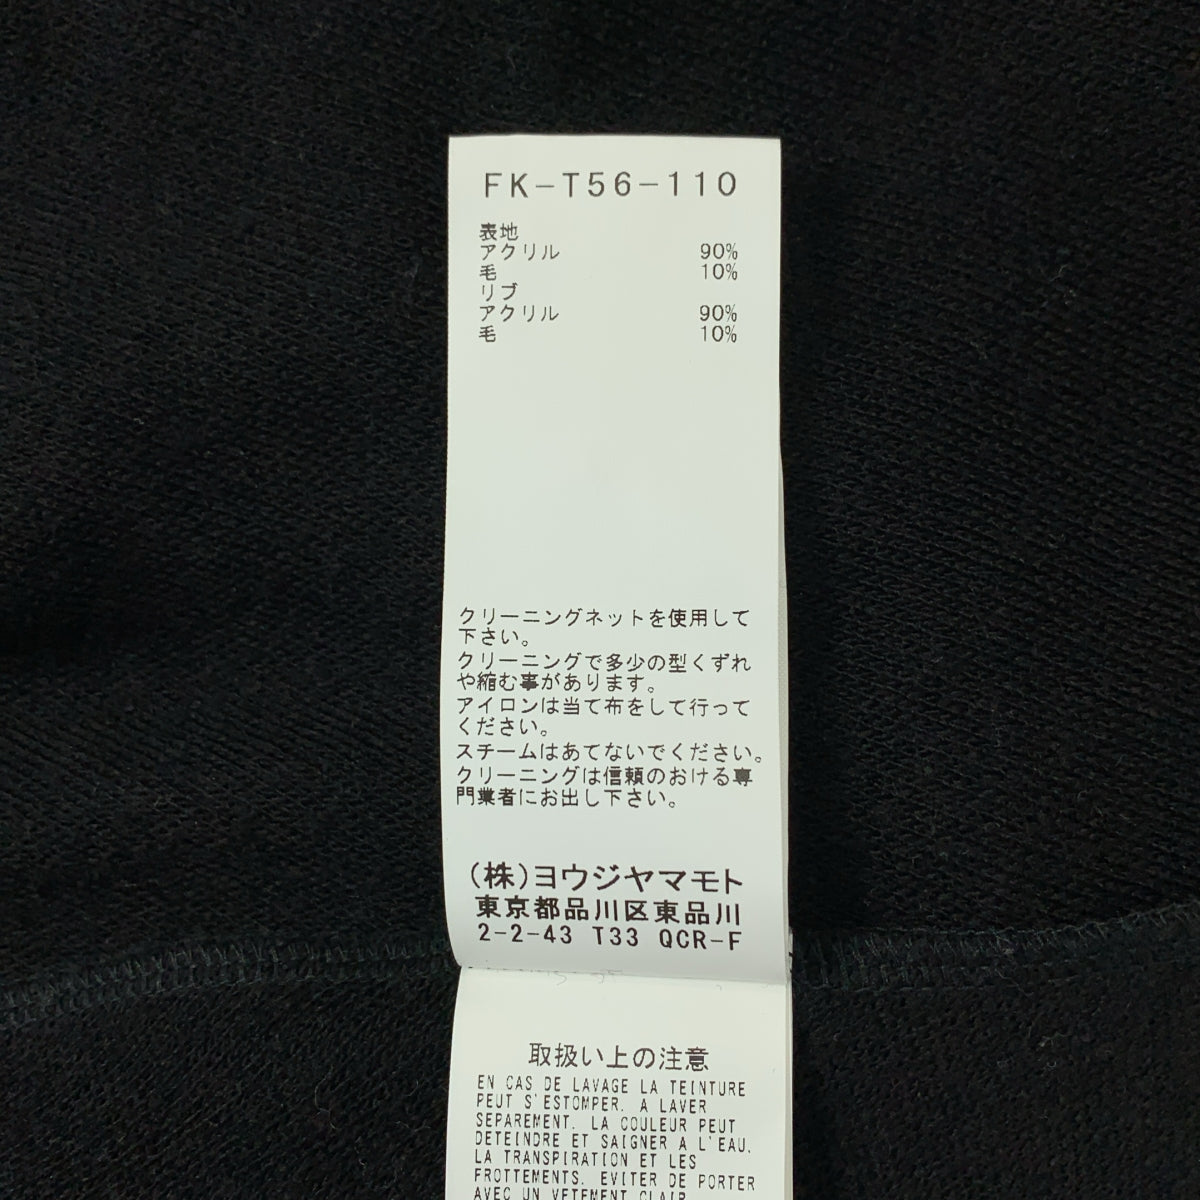 FK-T56-110
表地
アクリル 90%
毛 10%
リブ
アクリル 90%
毛 10%
クリーニングネットを使用して
下さい。
クリーニングで多少の型くずれ
や縮む事があります。
アイロンは当て布をして行って
ください。
スチームはあてないでください。
クリーニングは信頼のおける専
門業者にお出し下さい。
(株)ヨウジヤマモト
東京都品川区東品川
2-2-43 T33 QCR-F
取扱い上の注意
EN CAS DE LAVAGE LA TEINTURE
PEUT S'ESTOMPER. A LAVER
SEPAREMENT. LA COULEUR PEUT
DETEINDRE ET SAIGNER A L'EAU.
LA TRANSPIRATION ET LES
FROTTEMENTS. EVITER DE PORTER
AVEC UN VETEMENT CLAIR